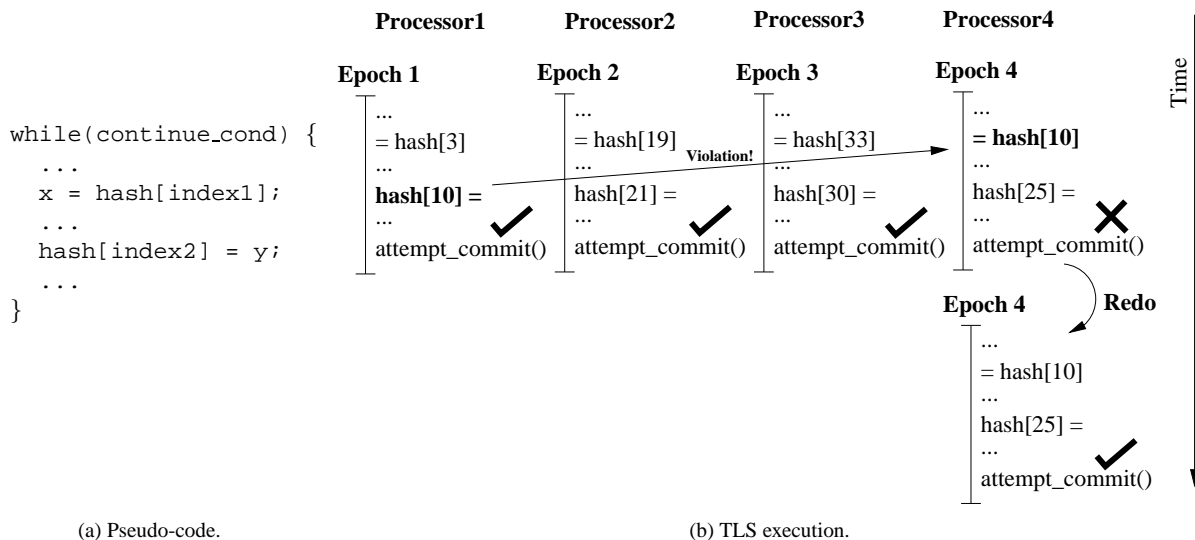 Processor1 Processor2 Processor3 Processor4
Time
while(continue_cond) {
...
x = hash[index1];
...
hash[index2] = y;
...
}
Epoch 1
...
= hash[3]
...
hash[10] =
...
attempt_commit()
Epoch 2
...
= hash[19]
...
hash[21] =
...
attempt_commit()
Violation!
Epoch 3
...
= hash[33]
...
hash[30] =
...
attempt_commit()
Epoch 4
...
= hash[10]
...
hash[25] =
...
attempt_commit()
Redo
Epoch 4
...
= hash[10]
...
hash[25] =
...
attempt_commit()
(a) Pseudo-code.
(b) TLS execution.